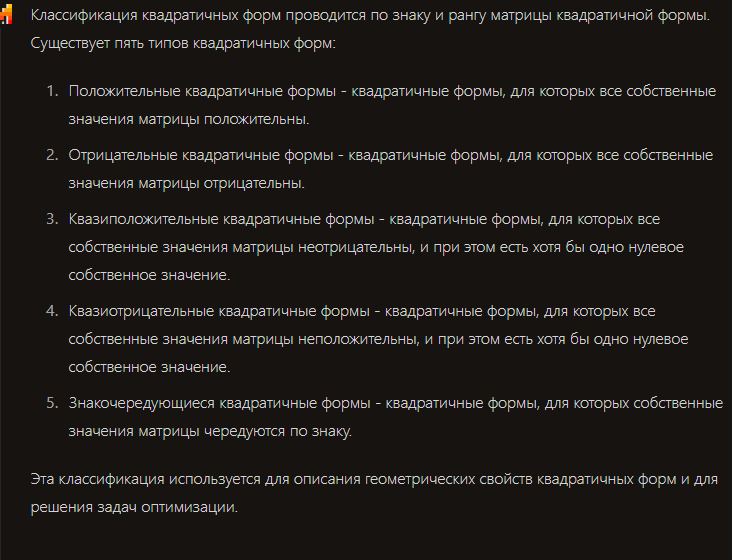 Классификация квадратичных форм проводится по знаку и рангу матрицы квадратичной формы.
Существует пять типов квадратичных форм:
1. Положительные квадратичные формы - квадратичные формы, для которых все собственные
значения матрицы положительны.
2. Отрицательные квадратичные формы - квадратичные формы, для которых все собственные
значения матрицы отрицательны.
3. Квазиположительные квадратичные формы - квадратичные формы, для которых все
собственные значения матрицы неотрицательны, и при этом есть хотя бы одно нулевое
собственное значение.
4. Квазиотрицательные квадратичные формы - квадратичные формы, для которых все
собственные значения матрицы неположительны, и при этом есть хотя бы одно нулевое
собственное значение.
5. Знакочередующиеся квадратичные формы - квадратичные формы, для которых собственные
значения матрицы чередуются по знаку.
Эта классификация используется для описания геометрических свойств квадратичных форм и для
решения задач оптимизации.